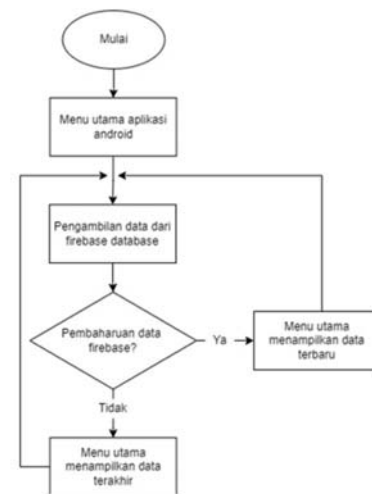 Mulai
Menu utama aplikasi
android
Pengambilan data dari
firebase database
Pembaharuan data
firebase?
Ya
Menu utama
menampilkan data
terbaru
Tidak
Menu utama
menampilkan data
terakhir